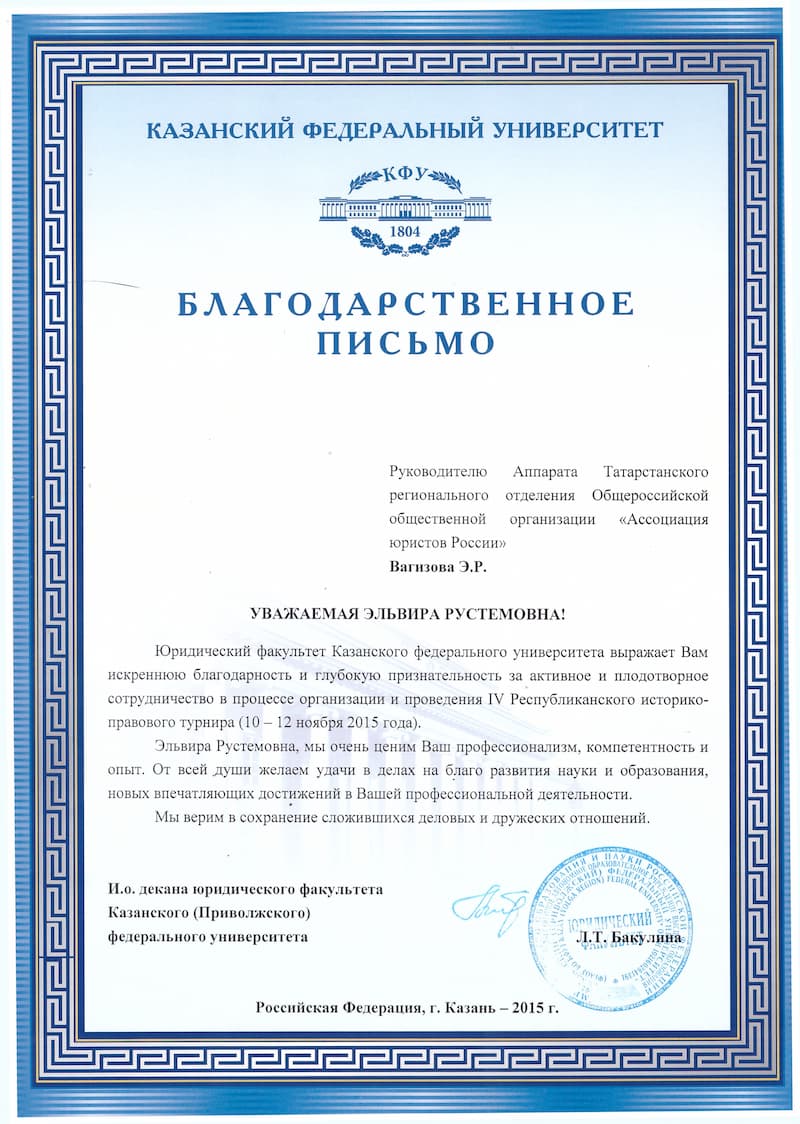 КАЗАНСКИЙ ФЕДЕРАЛЬНЫЙ УНИВЕРСИТЕТ
КФУ
1804
БЛАГОДАРСТВЕННОЕ
ПИСЬМО
Руководителю Аппарата Татарстанского
регионального отделения Общероссийской
общественной организации «Ассоциация
юристов России»
Вагизова Э.Р.
УВАЖАЕМАЯ ЭЛЬВИРА РУСТЕМОВНА!
Юридический факультет Казанского федерального университета выражает Вам
искреннюю благодарность и глубокую признательность за активное и плодотворное
сотрудничество в процессе организации и проведения IV Республиканского историко-
правового турнира (10 – 12 ноября 2015 года).
Эльвира Рустемовна, мы очень ценим Ваш профессионализм, компетентность и
опыт. От всей души желаем удачи в делах на благо развития науки и образования,
новых впечатляющих достижений в Вашей профессиональной деятельности.
Мы верим в сохранение сложившихся деловых и дружеских отношений.
И.о. декана юридического факультета
Казанского (Приволжского)
федерального университета
ЮРИДИЧЕСКИЙ
ФАКУЛЬТЕТ
Л.Т. Бакулина
Российская Федерация, г. Казань – 2015 г.